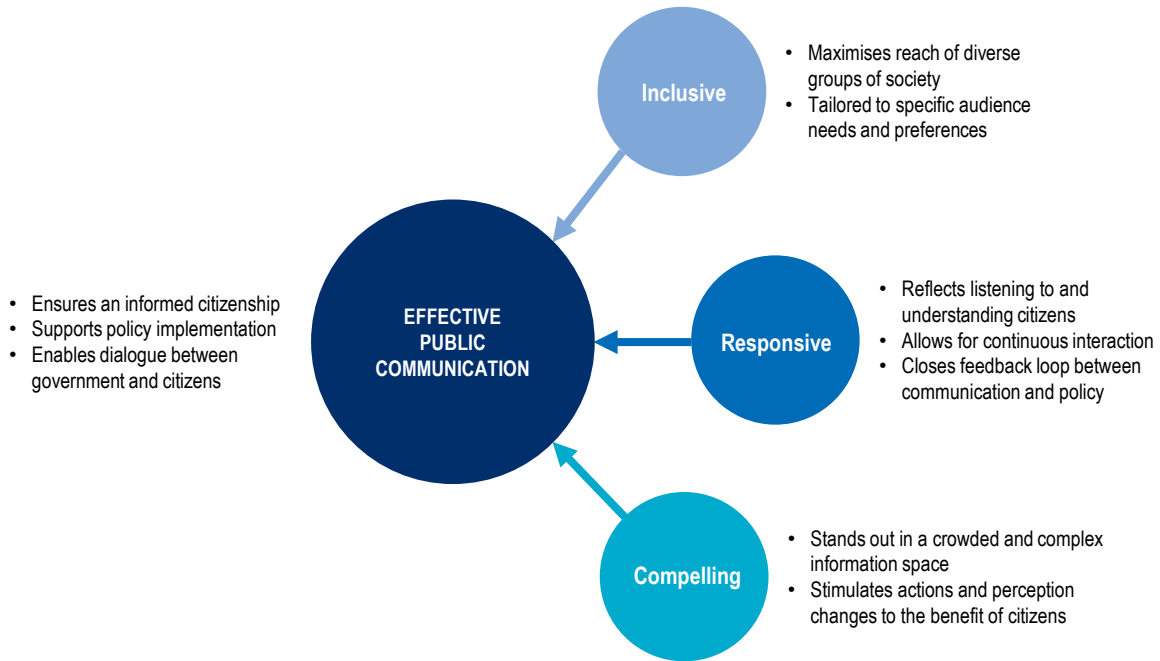 Inclusive
• Maximises reach of diverse
groups of society
• Tailored to specific audience
needs and preferences
• Ensures an informed citizenship
• Supports policy implementation
• Enables dialogue between
government and citizens
EFFECTIVE
PUBLIC
COMMUNICATION
Responsive
• Reflects listening to and
understanding citizens
• Allows for continuous interaction
• Closes feedback loop between
communication and policy
Compelling
• Stands out in a crowded and complex
information space
• Stimulates actions and perception
changes to the benefit of citizens